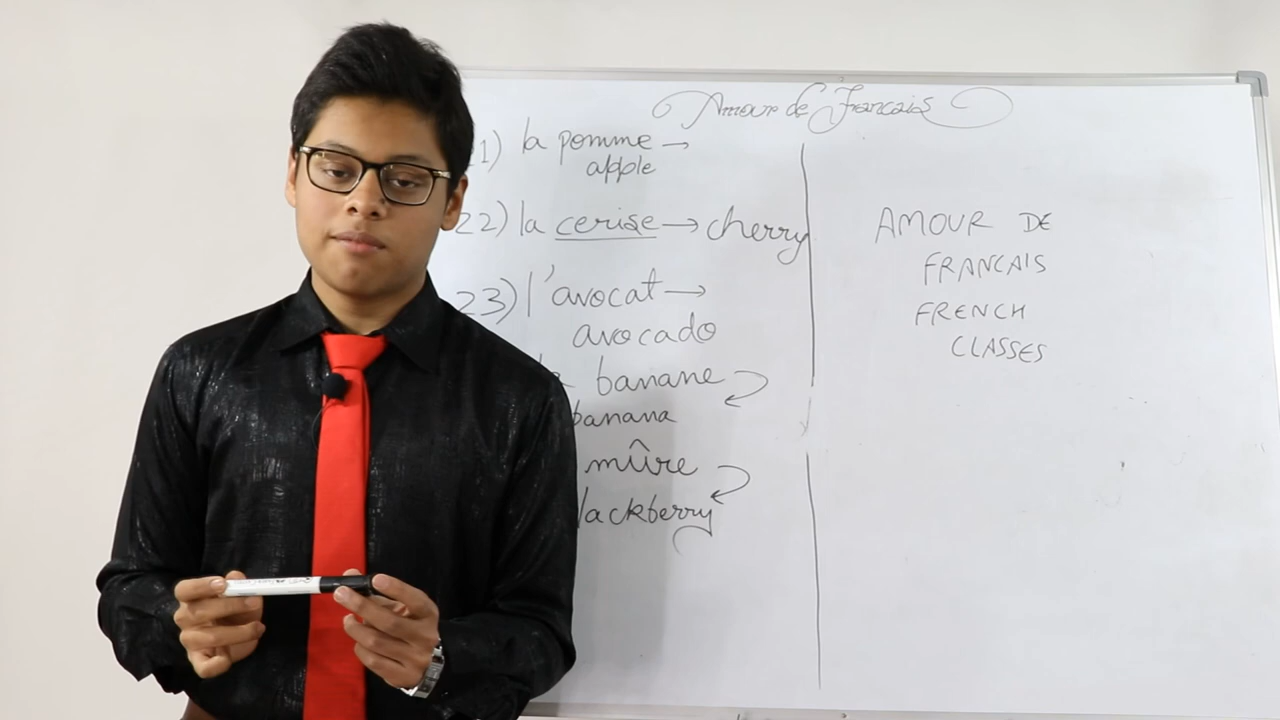 Amour de Francais
21) la pomme →
apple
22) la cerise → cherry
23) l'avocat →
avocado
banane
banana
mûre
lackberry
AMOUR DE
FRANCAIS
FRENCH
CLASSES